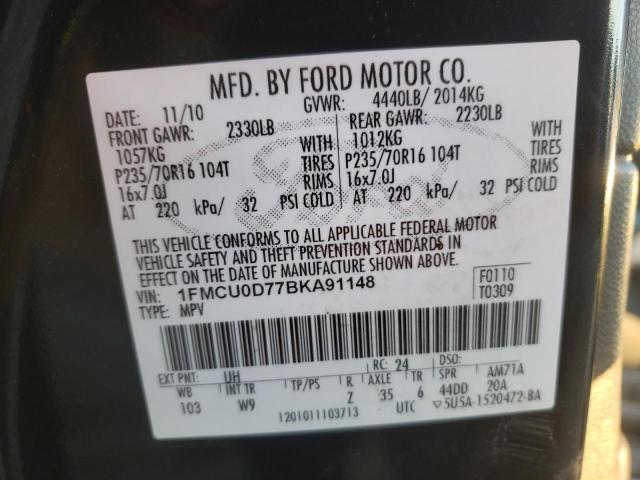 MFD. BY FORD MOTOR CO.
DATE: 11/10 GVWR: 4440LB/ 2014KG
FRONT GAWR: 2330LB REAR GAWR: 2230LB
1057KG WITH 1012KG WITH
P235/70R16 104T TIRES P235/70R16 104T TIRES
16x7.0J RIMS 16x7.0J RIMS
AT 220 kPa/ 32 PSI COLD AT 220 kPa/ 32 PSI COLD
THIS VEHICLE CONFORMS TO ALL APPLICABLE FEDERAL MOTOR
VEHICLE SAFETY AND THEFT PREVENTION STANDARDS IN
EFFECT ON THE DATE OF MANUFACTURE SHOWN ABOVE.
VIN: 1FMCU0D77BKA91148 F0110
TYPE: MPV T0309
EXT PNT: UH RC: 24 DSO:
WB INT TR TP/PS R AXLE TR SPR AM71A
103 W9 Z 35 6 44DD 20A
1201011103713 UTC 5U5A-1520472-BA
Ford